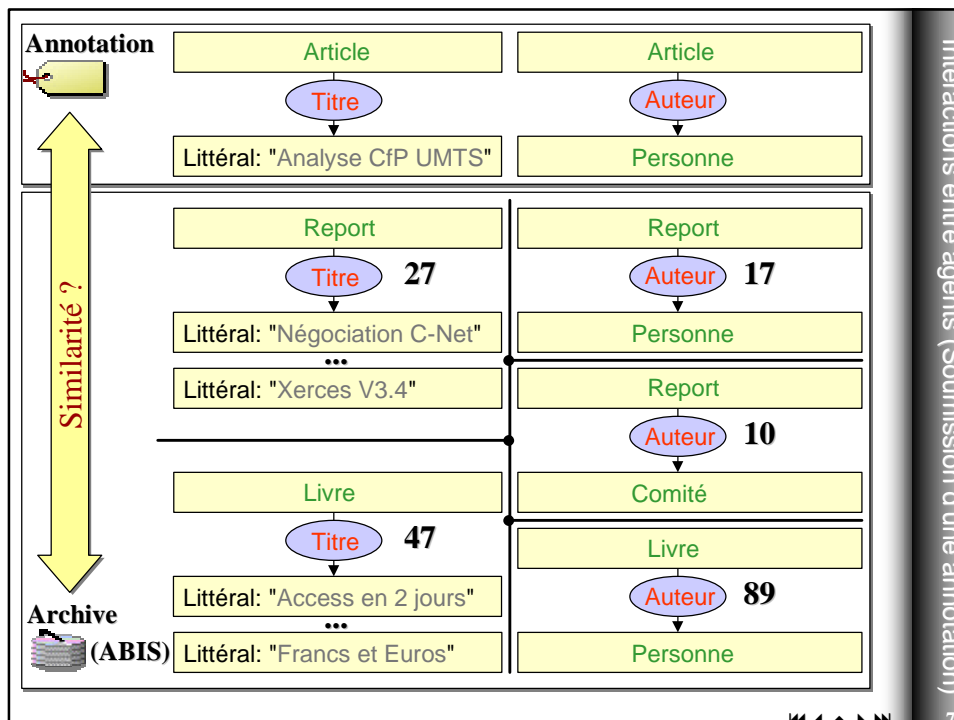 Annotation
Article
Titre
Littéral: "Analyse CfP UMTS"
Article
Auteur
Personne
Similarité ?
Report
Titre 27
Littéral: "Négociation C-Net"
...
Littéral: "Xerces V3.4"
Report
Auteur 17
Personne
Report
Auteur 10
Comité
Livre
Titre 47
Littéral: "Access en 2 jours"
...
Littéral: "Francs et Euros"
Livre
Auteur 89
Personne
Archive
(ABIS)
Interactions entre agents (Soumission d'une annotation)